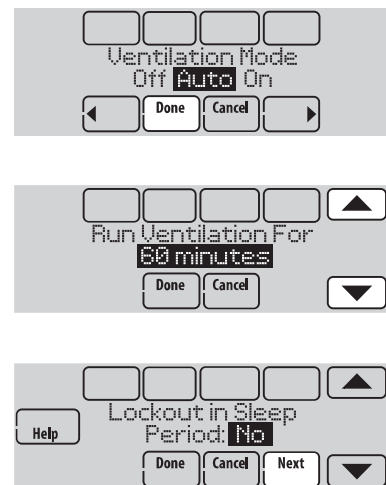 Ventilation Mode
Off Auto On
Done Cancel
Run Ventilation For
60 minutes
Done Cancel
Lockout in Sleep
Help
Period: No
Done Cancel Next